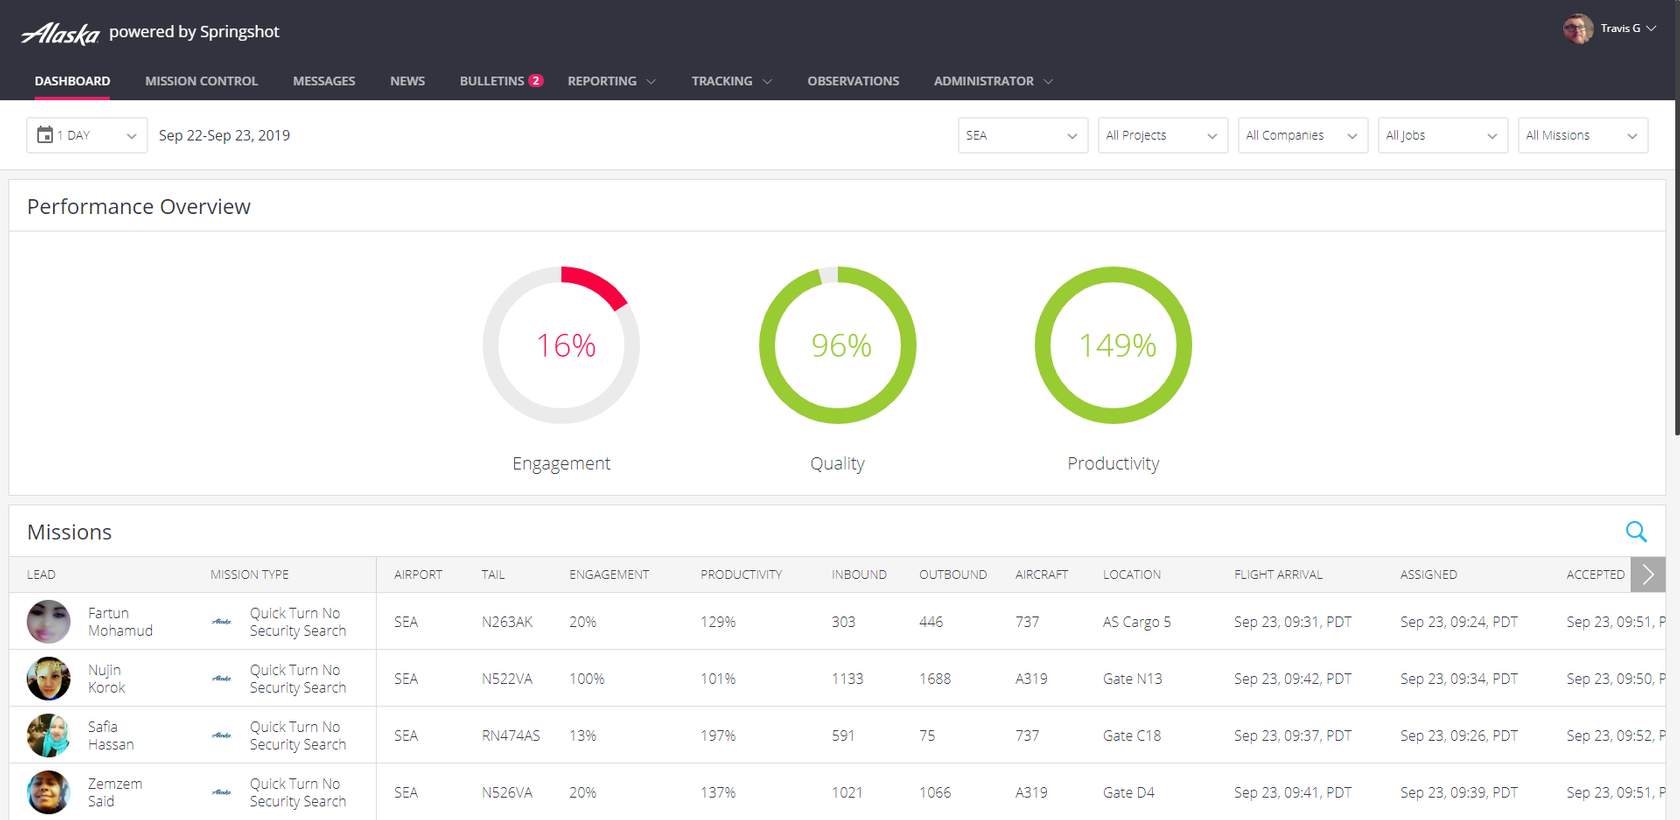 Alaska powered by Springshot
Travis G
DASHBOARD MISSION CONTROL MESSAGES NEWS BULLETINS 2 REPORTING TRACKING OBSERVATIONS ADMINISTRATOR
1 DAY Sep 22-Sep 23, 2019 SEA All Projects All Companies All Jobs All Missions
Performance Overview
16% 96% 149%
Engagement Quality Productivity
Missions
LEAD MISSION TYPE AIRPORT TAIL ENGAGEMENT PRODUCTIVITY INBOUND OUTBOUND AIRCRAFT LOCATION FLIGHT ARRIVAL ASSIGNED ACCEPTED
Fartun Mohamud Alaska Quick Turn No Security Search SEA N263AK 20% 129% 303 446 737 AS Cargo 5 Sep 23, 09:31, PDT Sep 23, 09:24, PDT Sep 23, 09:51, P
Nujin Korok Alaska Quick Turn No Security Search SEA N522VA 100% 101% 1133 1688 A319 Gate N13 Sep 23, 09:42, PDT Sep 23, 09:34, PDT Sep 23, 09:50, P
Safia Hassan Alaska Quick Turn No Security Search SEA RN474AS 13% 197% 591 75 737 Gate C18 Sep 23, 09:37, PDT Sep 23, 09:26, PDT Sep 23, 09:52, P
Zemzem Said Alaska Quick Turn No Security Search SEA N526VA 20% 137% 1021 1066 A319 Gate D4 Sep 23, 09:41, PDT Sep 23, 09:39, PDT Sep 23, 09:51, P